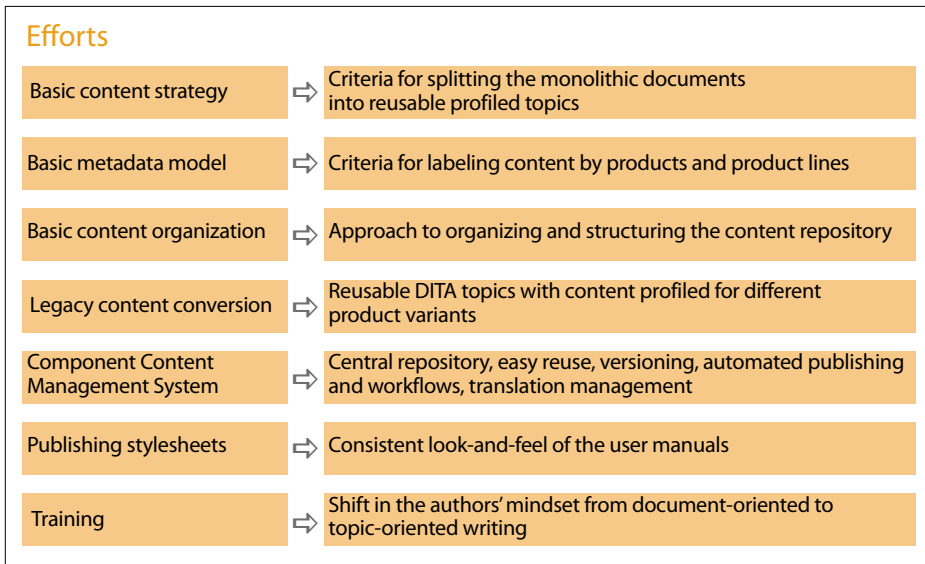 Efforts
Basic content strategy
Criteria for splitting the monolithic documents
into reusable profiled topics
Basic metadata model
Criteria for labeling content by products and product lines
Basic content organization
Approach to organizing and structuring the content repository
Legacy content conversion
Reusable DITA topics with content profiled for different
product variants
Component Content
Management System
Central repository, easy reuse, versioning, automated publishing
and workflows, translation management
Publishing stylesheets
Consistent look-and-feel of the user manuals
Training
Shift in the authors’ mindset from document-oriented to
topic-oriented writing